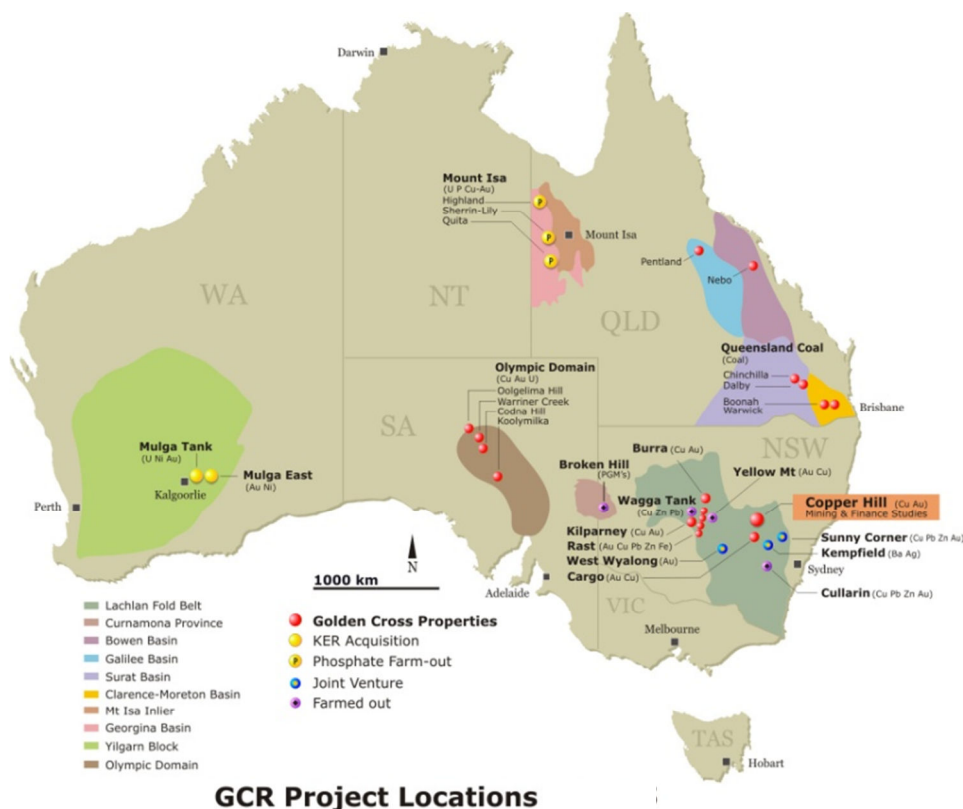 Darwin
Mount Isa
(U P Cu-Au)
Highland
Sherrin-Lily
Quita
P
P
P
Mount Isa
Pentland
Nebo
WA
NT
QLD
Queensland Coal
(Coal)
Chinchilla
Dalby
Boonah
Warwick
Brisbane
Olympic Domain
(Cu Au U)
Oolgelima Hill
Warriner Creek
Codna Hill
Koolymilka
SA
NSW
Mulga Tank
(U Ni Au)
Kalgoorlie
Mulga East
(Au Ni)
Perth
Burra (Cu Au)
Broken Hill
(PGM's)
Yellow Mt (Au Cu)
Wagga Tank
(Cu Zn Pb)
Copper Hill (Cu Au)
Mining & Finance Studies
Kilparney (Cu Au)
Rast (Au Cu Pb Zn Fe)
West Wyalong (Au)
Cargo (Au Cu)
Sunny Corner (Cu Pb Zn Au)
Kempfield (Ba Ag)
Sydney
Cullarin (Cu Pb Zn Au)
N
1000 km
Adelaide
VIC
Melbourne
TAS
Hobart
Lachlan Fold Belt
Curnamona Province
Bowen Basin
Galilee Basin
Surat Basin
Clarence-Moreton Basin
Mt Isa Inlier
Georgina Basin
Yilgarn Block
Olympic Domain
Golden Cross Properties
KER Acquisition
P Phosphate Farm-out
Joint Venture
Farmed out
GCR Project Locations